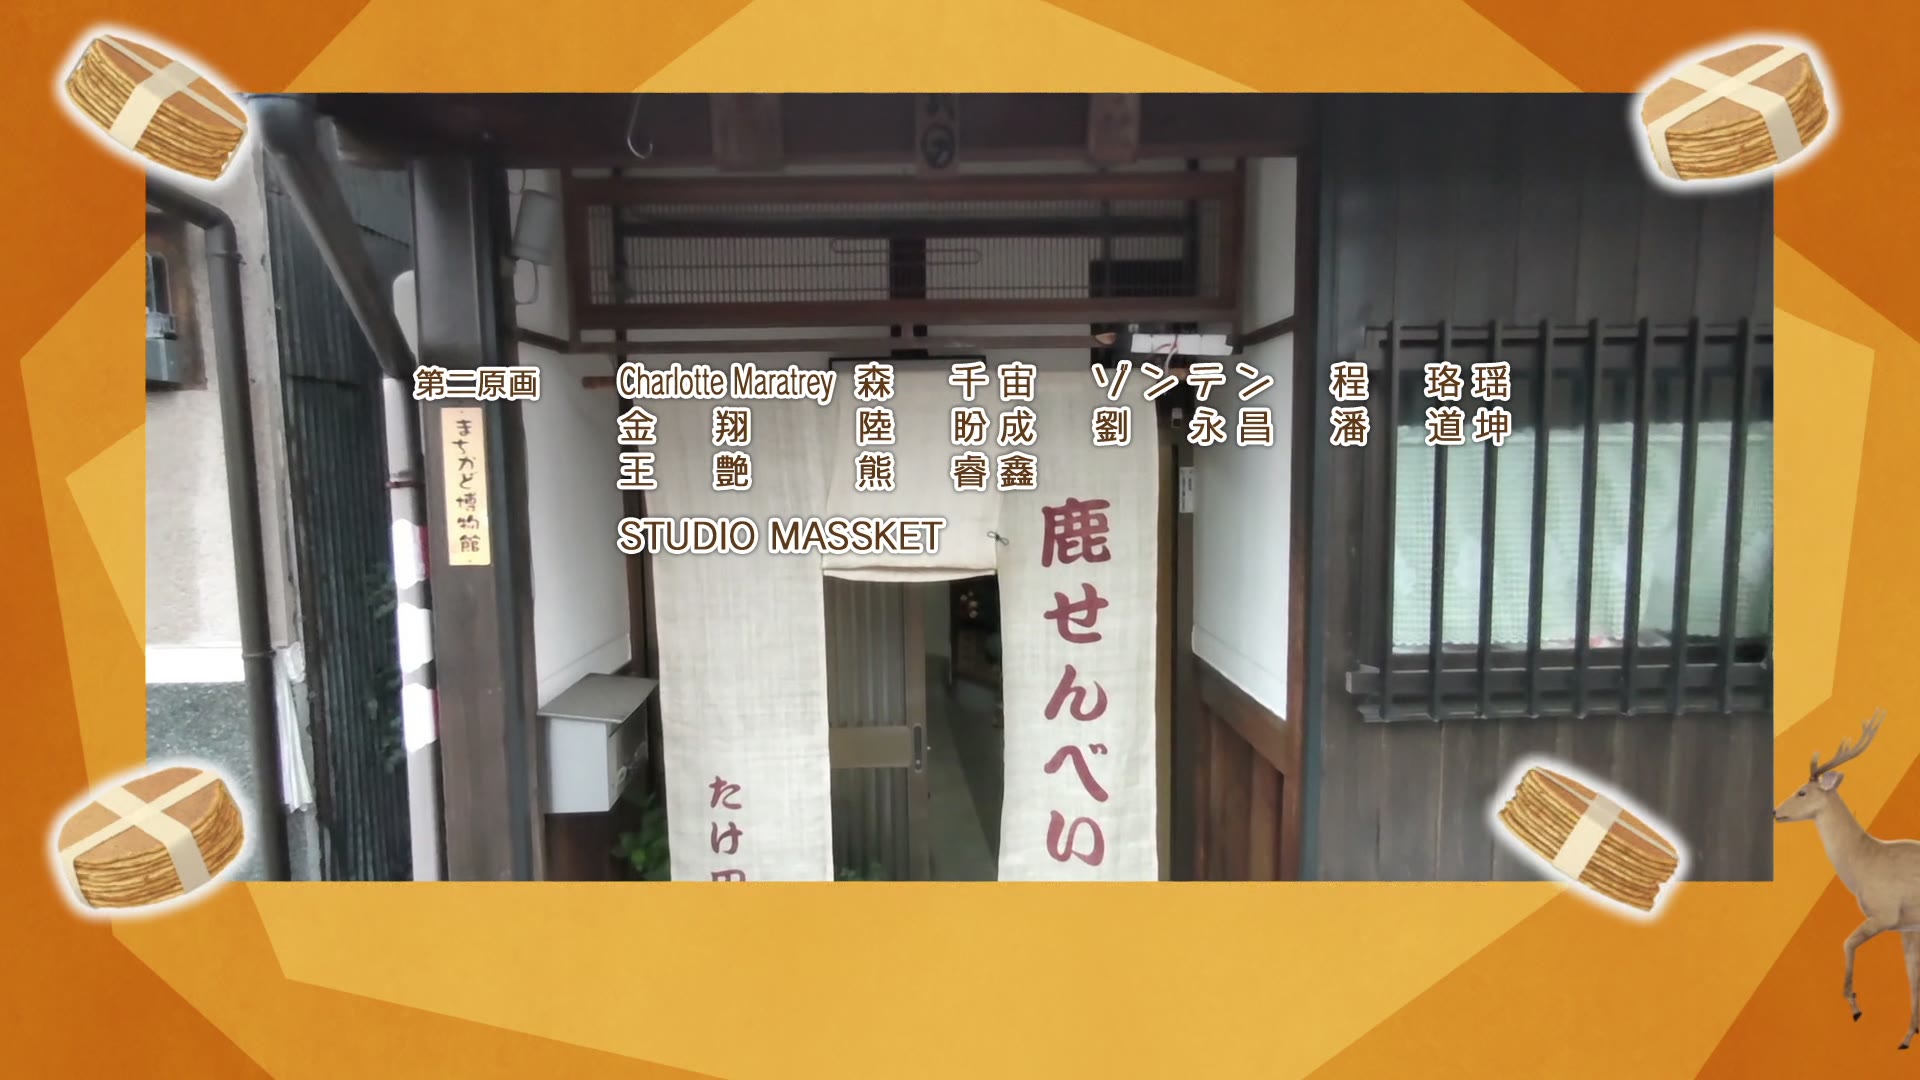 第二原画 Charlotte Maratrey 森 千宙 ゾンテン 程 珞瑶
金 翔 陸 盼成 劉 永昌 潘 道坤
王 艶 熊 睿鑫
STUDIO MASSKET
まちかど博物館
鹿せんべい
たけ田